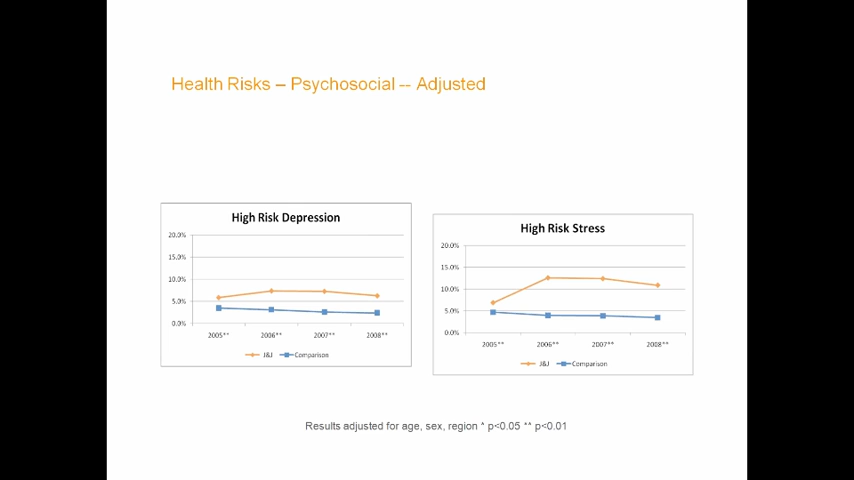 Health Risks – Psychosocial -- Adjusted
High Risk Depression
20.0%
15.0%
10.0%
5.0%
0.0%
2005** 2006** 2007** 2008**
J&J Comparison
High Risk Stress
20.0%
15.0%
10.0%
5.0%
0.0%
2005** 2006** 2007** 2008**
J&J Comparison
Results adjusted for age, sex, region * p<0.05 ** p<0.01